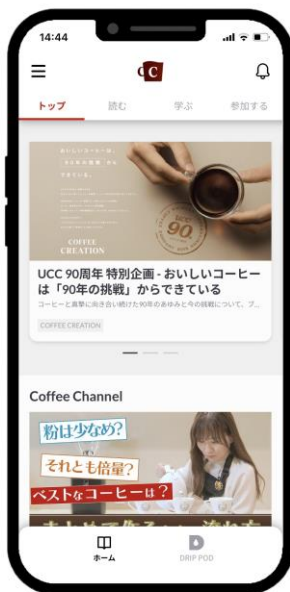 14:44
トップ 読む 学ぶ 参加する
おいしいコーヒーは、
「90年の挑戦」から
できている。
90
COFFEE
CREATION
UCC 90周年 特別企画 - おいしいコーヒー
は「90年の挑戦」からできている
コーヒーと真摯に向き合い続けた90年のあゆみと今の挑戦について、ブ...
COFFEE CREATION
Coffee Channel
粉は少なめ?
それとも倍量?
ベストなコーヒーは?
ホーム
DRIP POD